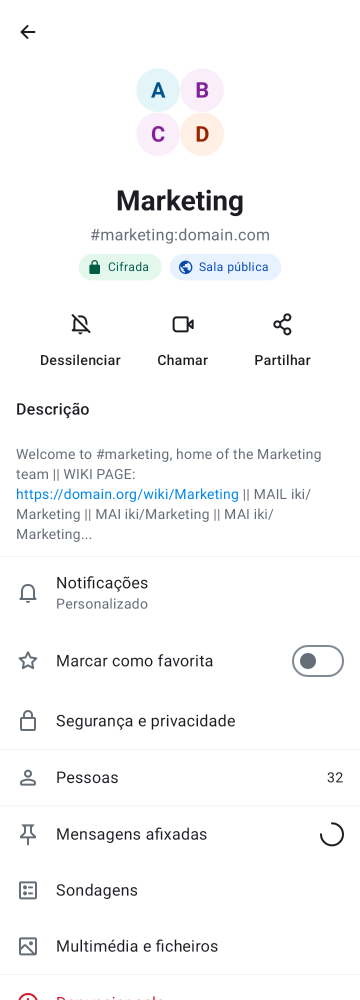 A B
C D
Marketing
#marketing:domain.com
Cifrada Sala pública
Dessilenciar Chamar Partilhar
Descrição
Welcome to #marketing, home of the Marketing
team || WIKI PAGE:
https://domain.org/wiki/Marketing || MAIL iki/
Marketing || MAI iki/Marketing || MAI iki/
Marketing...
Notificações
Personalizado
Marcar como favorita
Segurança e privacidade
Pessoas 32
Mensagens afixadas
Sondagens
Multimédia e ficheiros